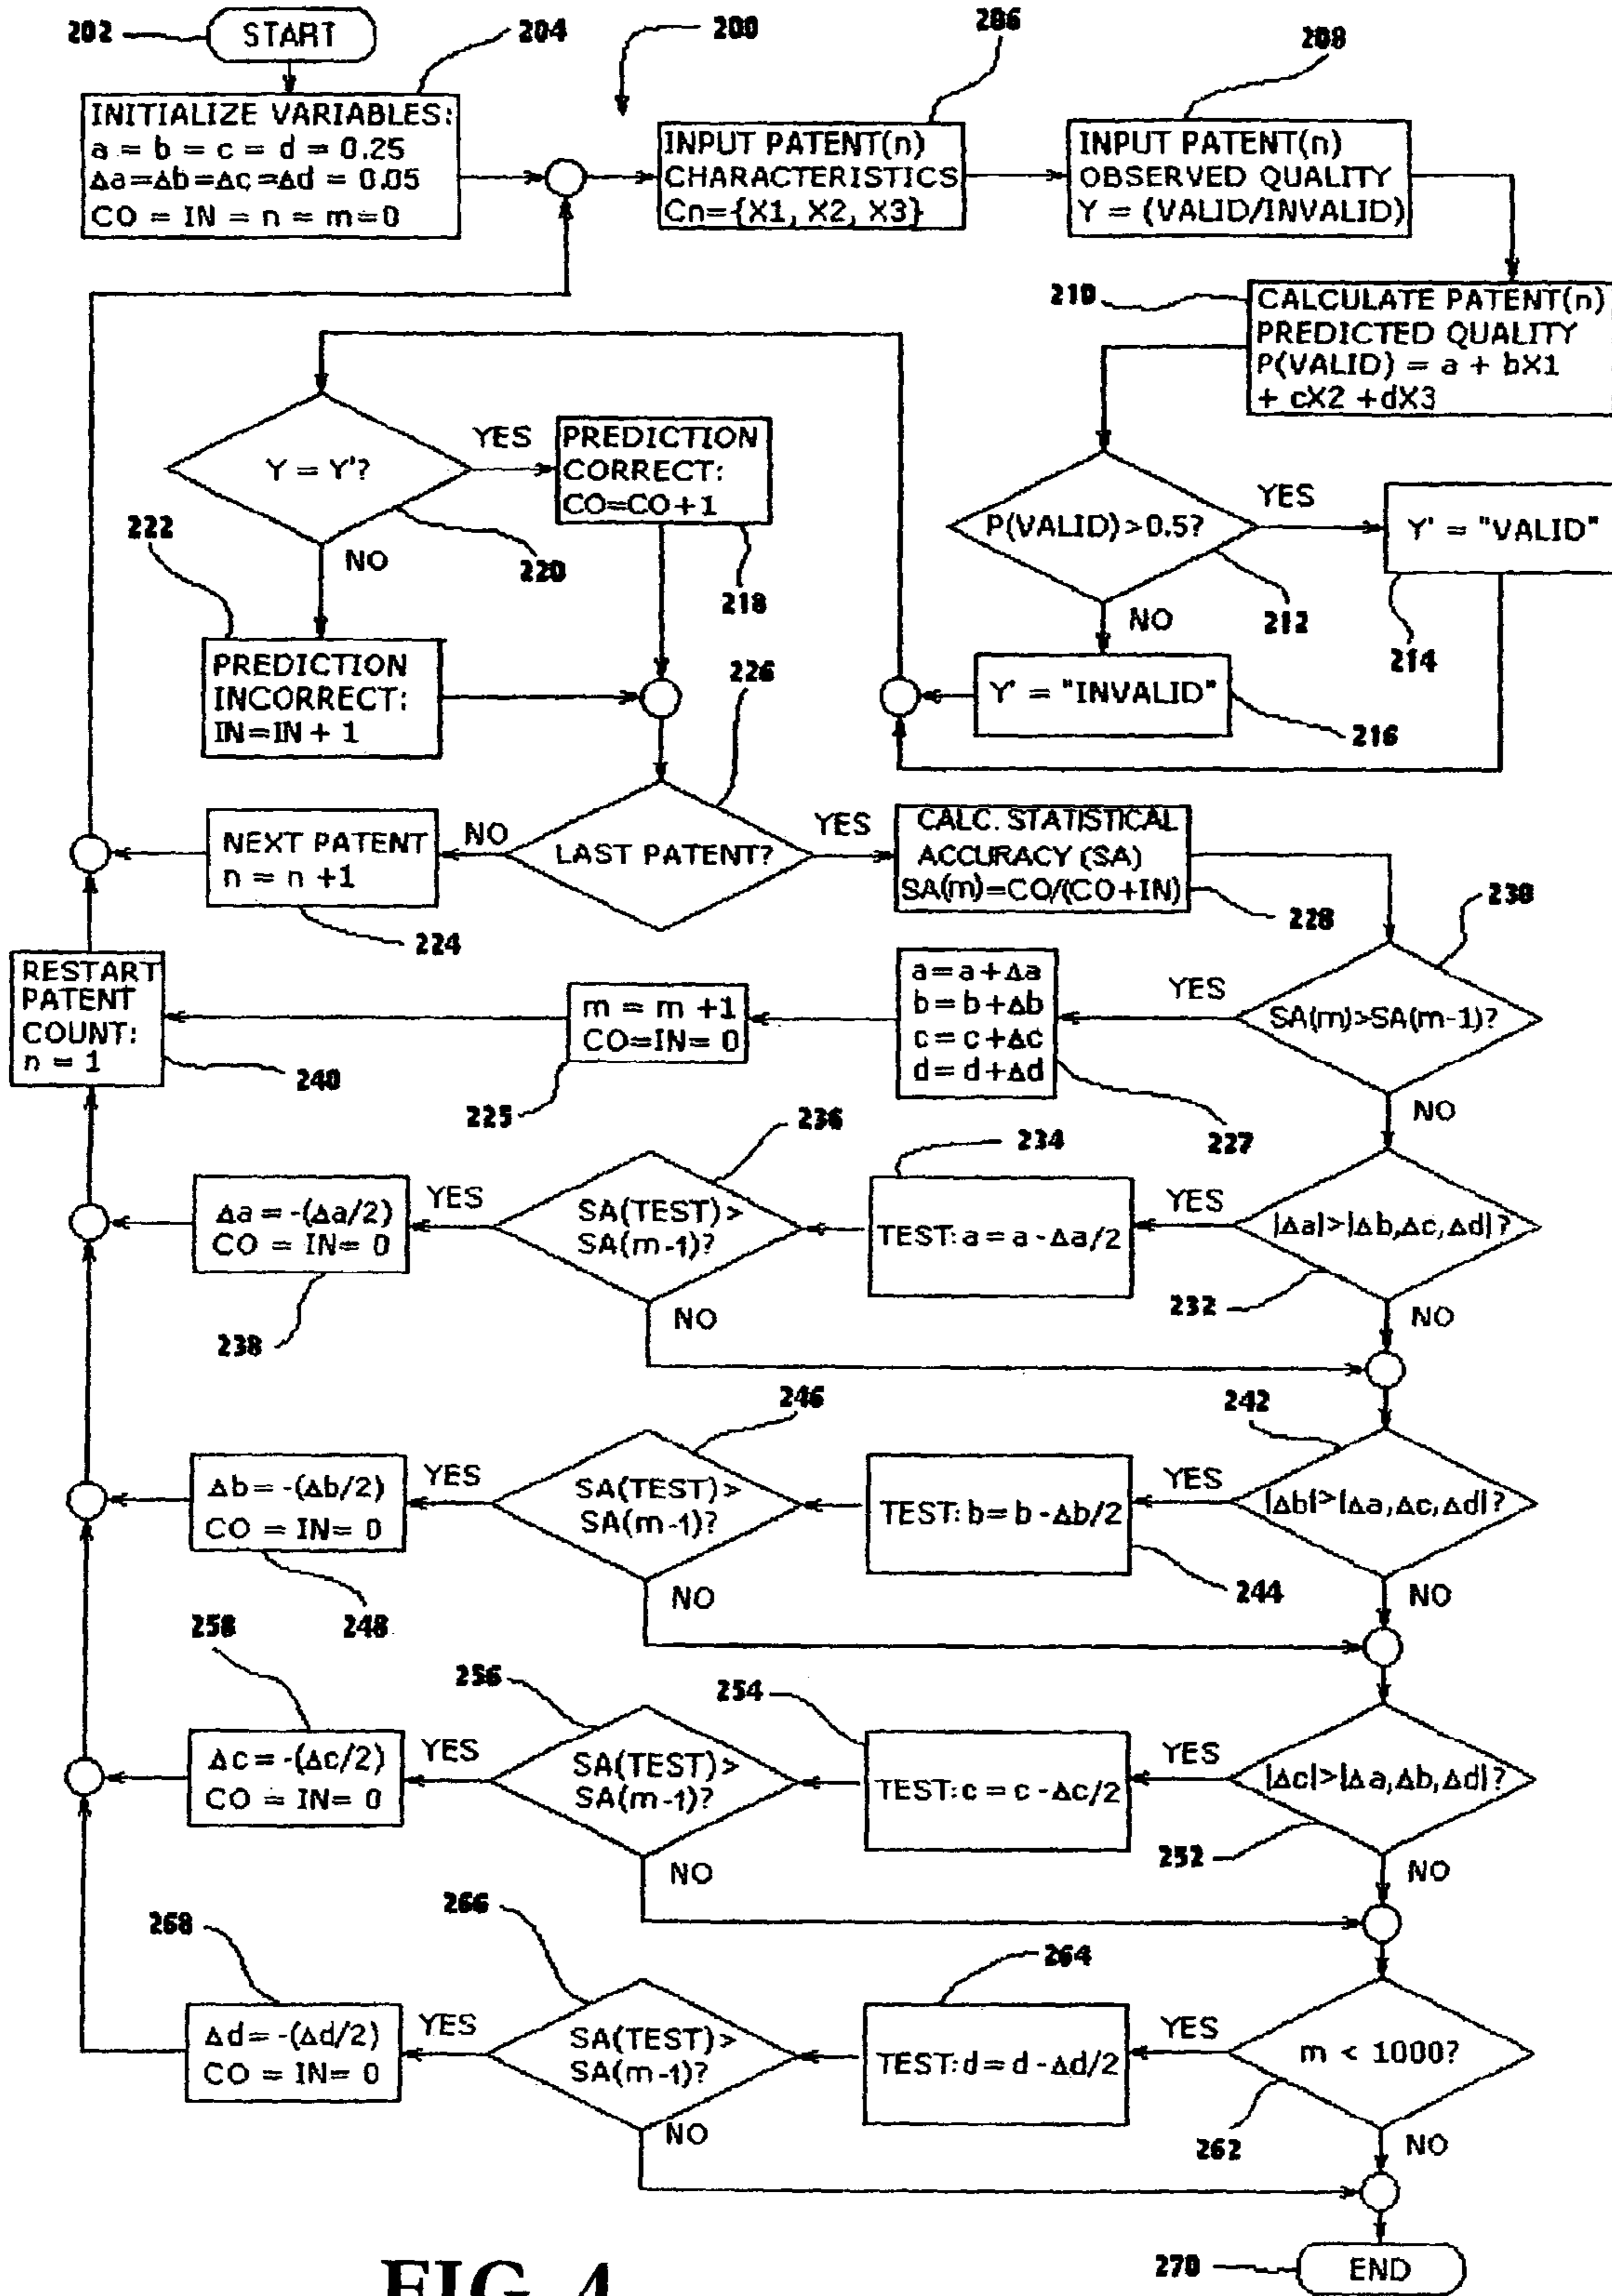 202
START
204
200
206
208
INITIALIZE VARIABLES:
a = b = c = d = 0.25
Δa=Δb=Δc=Δd = 0.05
CO = IN = n = m=0
INPUT PATENT(n)
CHARACTERISTICS
Cn={X1, X2, X3}
INPUT PATENT(n)
OBSERVED QUALITY
Y = (VALID/INVALID)
210
CALCULATE PATENT(n)
PREDICTED QUALITY
P(VALID) = a + bX1
+ cX2 +dX3
Y = Y'?
YES
PREDICTION
CORRECT:
CO=CO+1
P(VALID)>0.5?
YES
Y' = "VALID"
222
NO
220
218
NO
212
214
PREDICTION
INCORRECT:
IN=IN + 1
226
Y' = "INVALID"
216
NEXT PATENT
n = n +1
NO
LAST PATENT?
YES
CALC. STATISTICAL
ACCURACY (SA)
SA(m)=CO/(CO+IN)
224
228
230
RESTART
PATENT
COUNT:
n = 1
240
m = m +1
CO=IN= 0
225
a=a+Δa
b=b+Δb
c=c+Δc
d=d+Δd
227
YES
SA(m)>SA(m-1)?
NO
236
234
Δa=-(Δa/2)
CO = IN= 0
YES
SA(TEST)>
SA(m-1)?
TEST: a=a-Δa/2
YES
|Δa|>|Δb,Δc,Δd|?
238
NO
232
NO
246
242
Δb=-(Δb/2)
CO = IN= 0
YES
SA(TEST)>
SA(m-1)?
TEST: b=b-Δb/2
YES
|Δb|>|Δa,Δc,Δd|?
248
NO
244
NO
258
256
254
Δc=-(Δc/2)
CO = IN= 0
YES
SA(TEST)>
SA(m-1)?
TEST: c=c-Δc/2
YES
|Δc|>|Δa,Δb,Δd|?
NO
252
NO
268
266
264
Δd=-(Δd/2)
CO = IN= 0
YES
SA(TEST)>
SA(m-1)?
TEST: d=d-Δd/2
YES
m < 1000?
NO
262
NO
270
END
FIG. 4